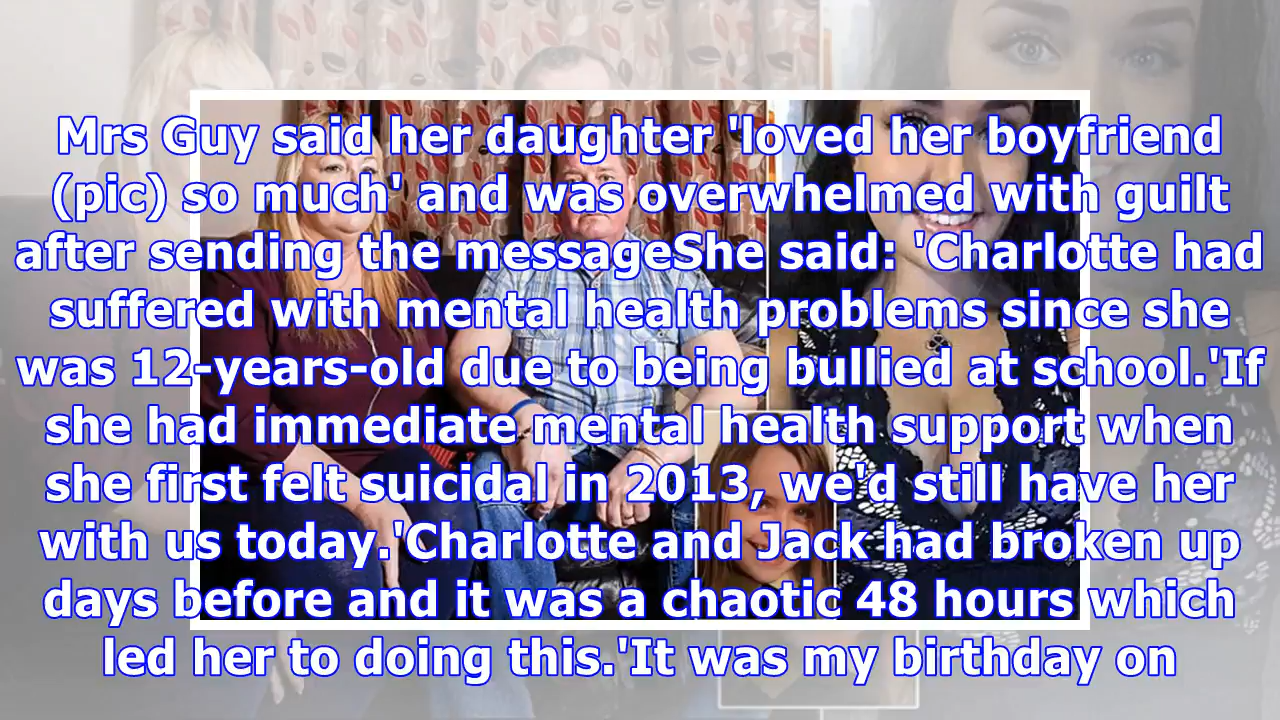 Mrs Guy said her daughter 'loved her boyfriend
(pic) so much' and was overwhelmed with guilt
after sending the messageShe said: 'Charlotte had
suffered with mental health problems since she
was 12-years-old due to being bullied at school.'If
she had immediate mental health support when
she first felt suicidal in 2013, we'd still have her
with us today.'Charlotte and Jack had broken up
days before and it was a chaotic 48 hours which
led her to doing this.'It was my birthday on